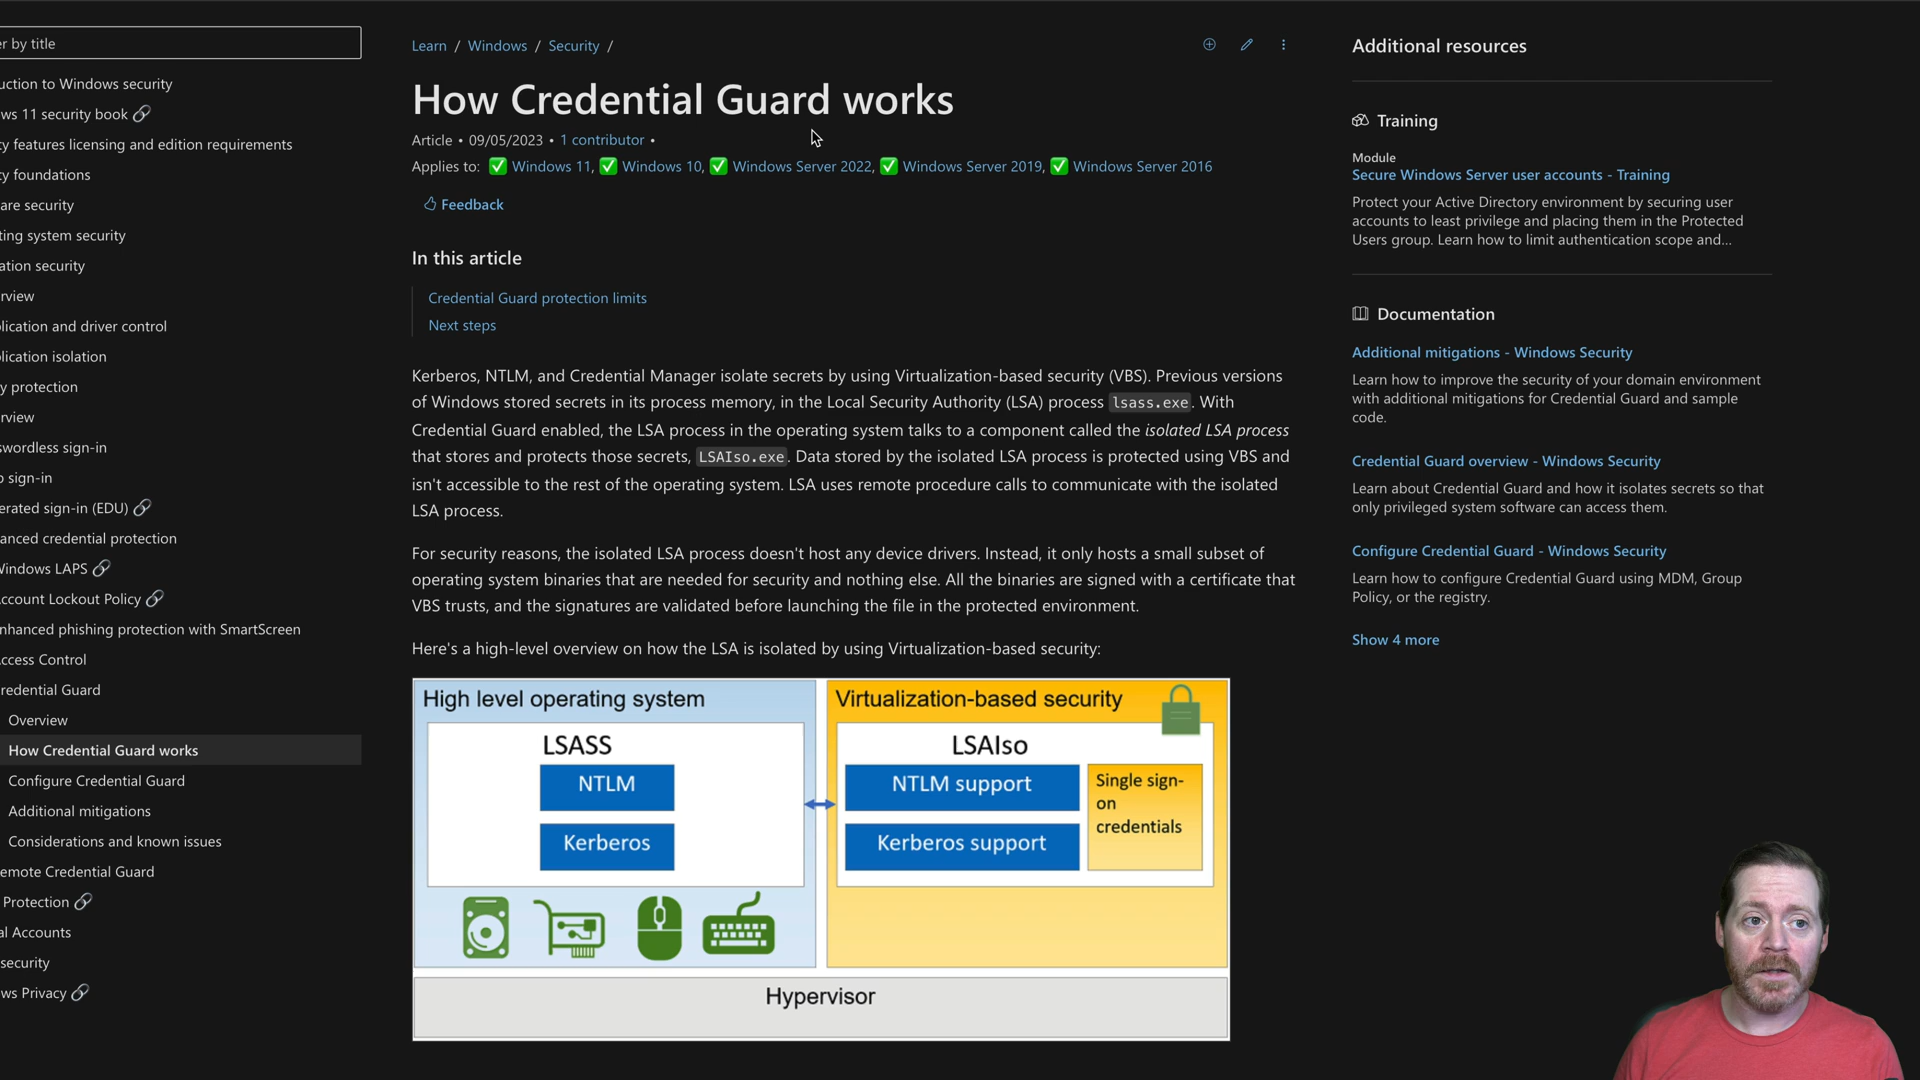 er by title
uction to Windows security
ws 11 security book
ty features licensing and edition requirements
ty foundations
are security
ting system security
ation security
rview
lication and driver control
lication isolation
y protection
rview
swordless sign-in
o sign-in
erated sign-in (EDU)
anced credential protection
Windows LAPS
ccount Lockout Policy
nhanced phishing protection with SmartScreen
ccess Control
redential Guard
Overview
How Credential Guard works
Configure Credential Guard
Additional mitigations
Considerations and known issues
emote Credential Guard
Protection
al Accounts
security
ws Privacy
Learn / Windows / Security /
How Credential Guard works
Article • 09/05/2023 • 1 contributor •
Applies to: ✅ Windows 11, ✅ Windows 10, ✅ Windows Server 2022, ✅ Windows Server 2019, ✅ Windows Server 2016
Feedback
In this article
Credential Guard protection limits
Next steps
Kerberos, NTLM, and Credential Manager isolate secrets by using Virtualization-based security (VBS). Previous versions
of Windows stored secrets in its process memory, in the Local Security Authority (LSA) process lsass.exe. With
Credential Guard enabled, the LSA process in the operating system talks to a component called the isolated LSA process
that stores and protects those secrets, LSAIso.exe. Data stored by the isolated LSA process is protected using VBS and
isn't accessible to the rest of the operating system. LSA uses remote procedure calls to communicate with the isolated
LSA process.
For security reasons, the isolated LSA process doesn't host any device drivers. Instead, it only hosts a small subset of
operating system binaries that are needed for security and nothing else. All the binaries are signed with a certificate that
VBS trusts, and the signatures are validated before launching the file in the protected environment.
Here's a high-level overview on how the LSA is isolated by using Virtualization-based security:
High level operating system
LSASS
NTLM
Kerberos
Virtualization-based security
LSAIso
NTLM support
Kerberos support
Single sign-
on
credentials
Hypervisor
Additional resources
Training
Module
Secure Windows Server user accounts - Training
Protect your Active Directory environment by securing user
accounts to least privilege and placing them in the Protected
Users group. Learn how to limit authentication scope and...
Documentation
Additional mitigations - Windows Security
Learn how to improve the security of your domain environment
with additional mitigations for Credential Guard and sample
code.
Credential Guard overview - Windows Security
Learn about Credential Guard and how it isolates secrets so that
only privileged system software can access them.
Configure Credential Guard - Windows Security
Learn how to configure Credential Guard using MDM, Group
Policy, or the registry.
Show 4 more